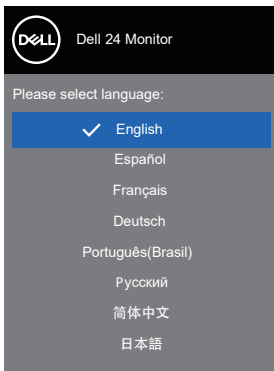 DELL
Dell 24 Monitor
Please select language:
English
Español
Français
Deutsch
Português(Brasil)
Русский
简体中文
日本語